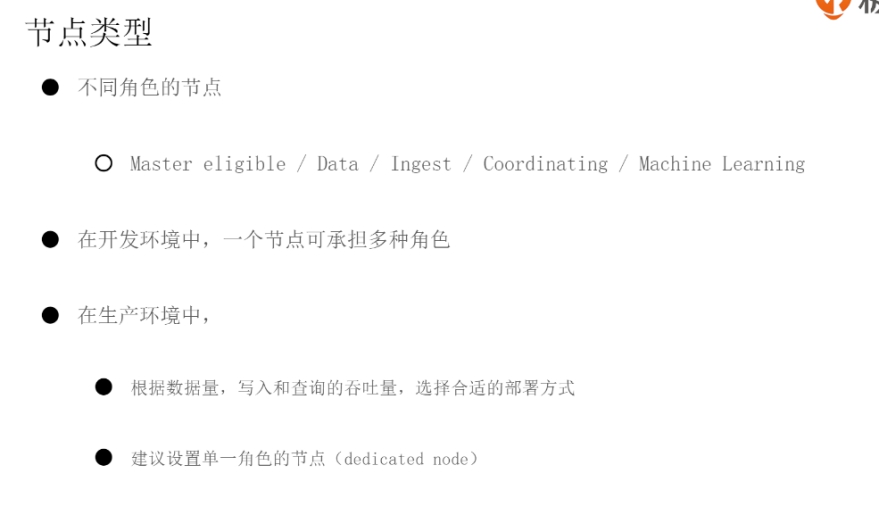 节点类型
● 不同角色的节点
○ Master eligible / Data / Ingest / Coordinating / Machine Learning
● 在开发环境中，一个节点可承担多种角色
● 在生产环境中，
● 根据数据量，写入和查询的吞吐量，选择合适的部署方式
● 建议设置单一角色的节点（dedicated node）